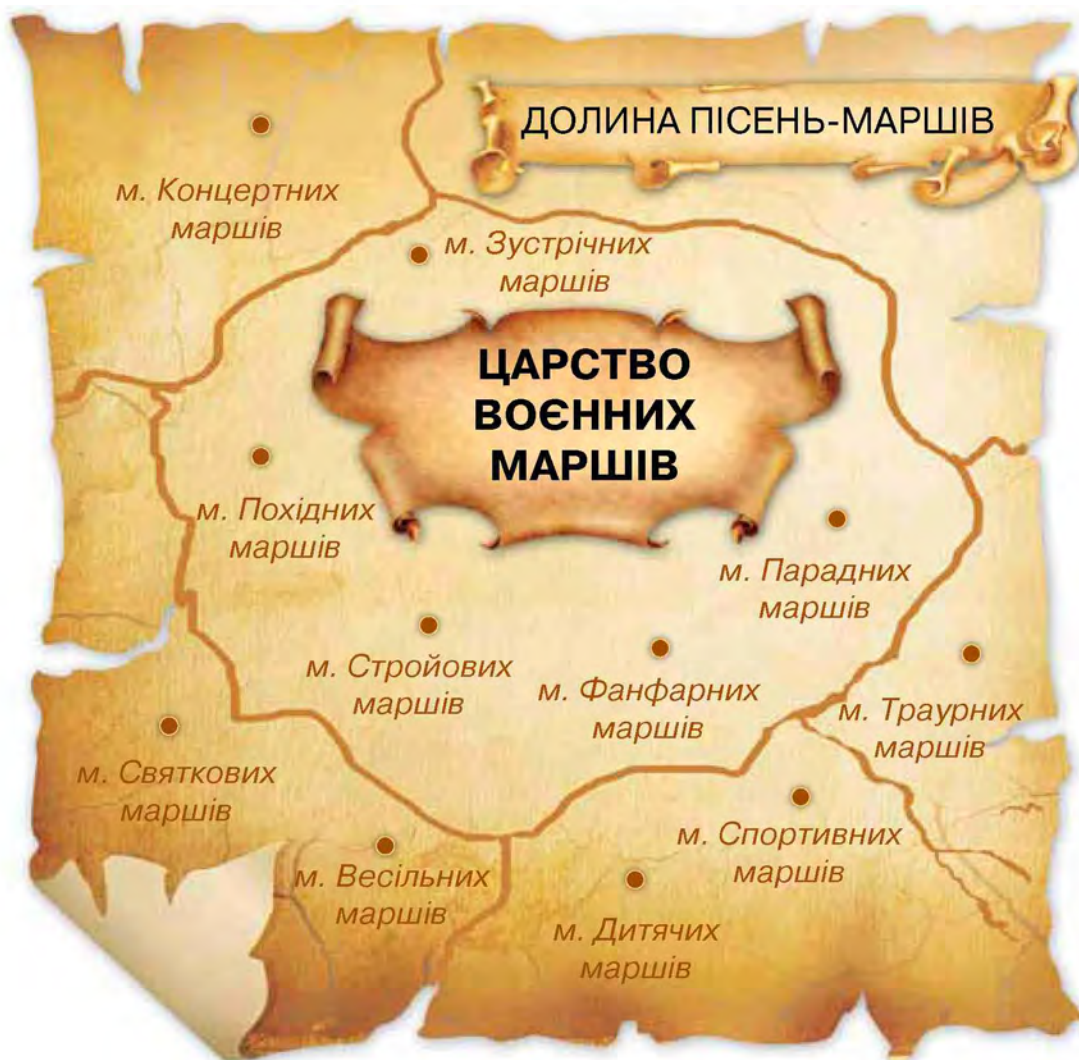 ДОЛИНА ПІСЕНЬ-МАРШІВ
м. Концертних
маршів
м. Зустрічних
маршів
ЦАРСТВО
ВОЄННИХ
МАРШІВ
м. Похідних
маршів
м. Парадних
маршів
м. Стройових
маршів
м. Фанфарних
маршів
м. Траурних
маршів
м. Святкових
маршів
м. Спортивних
маршів
м. Весільних
маршів
м. Дитячих
маршів